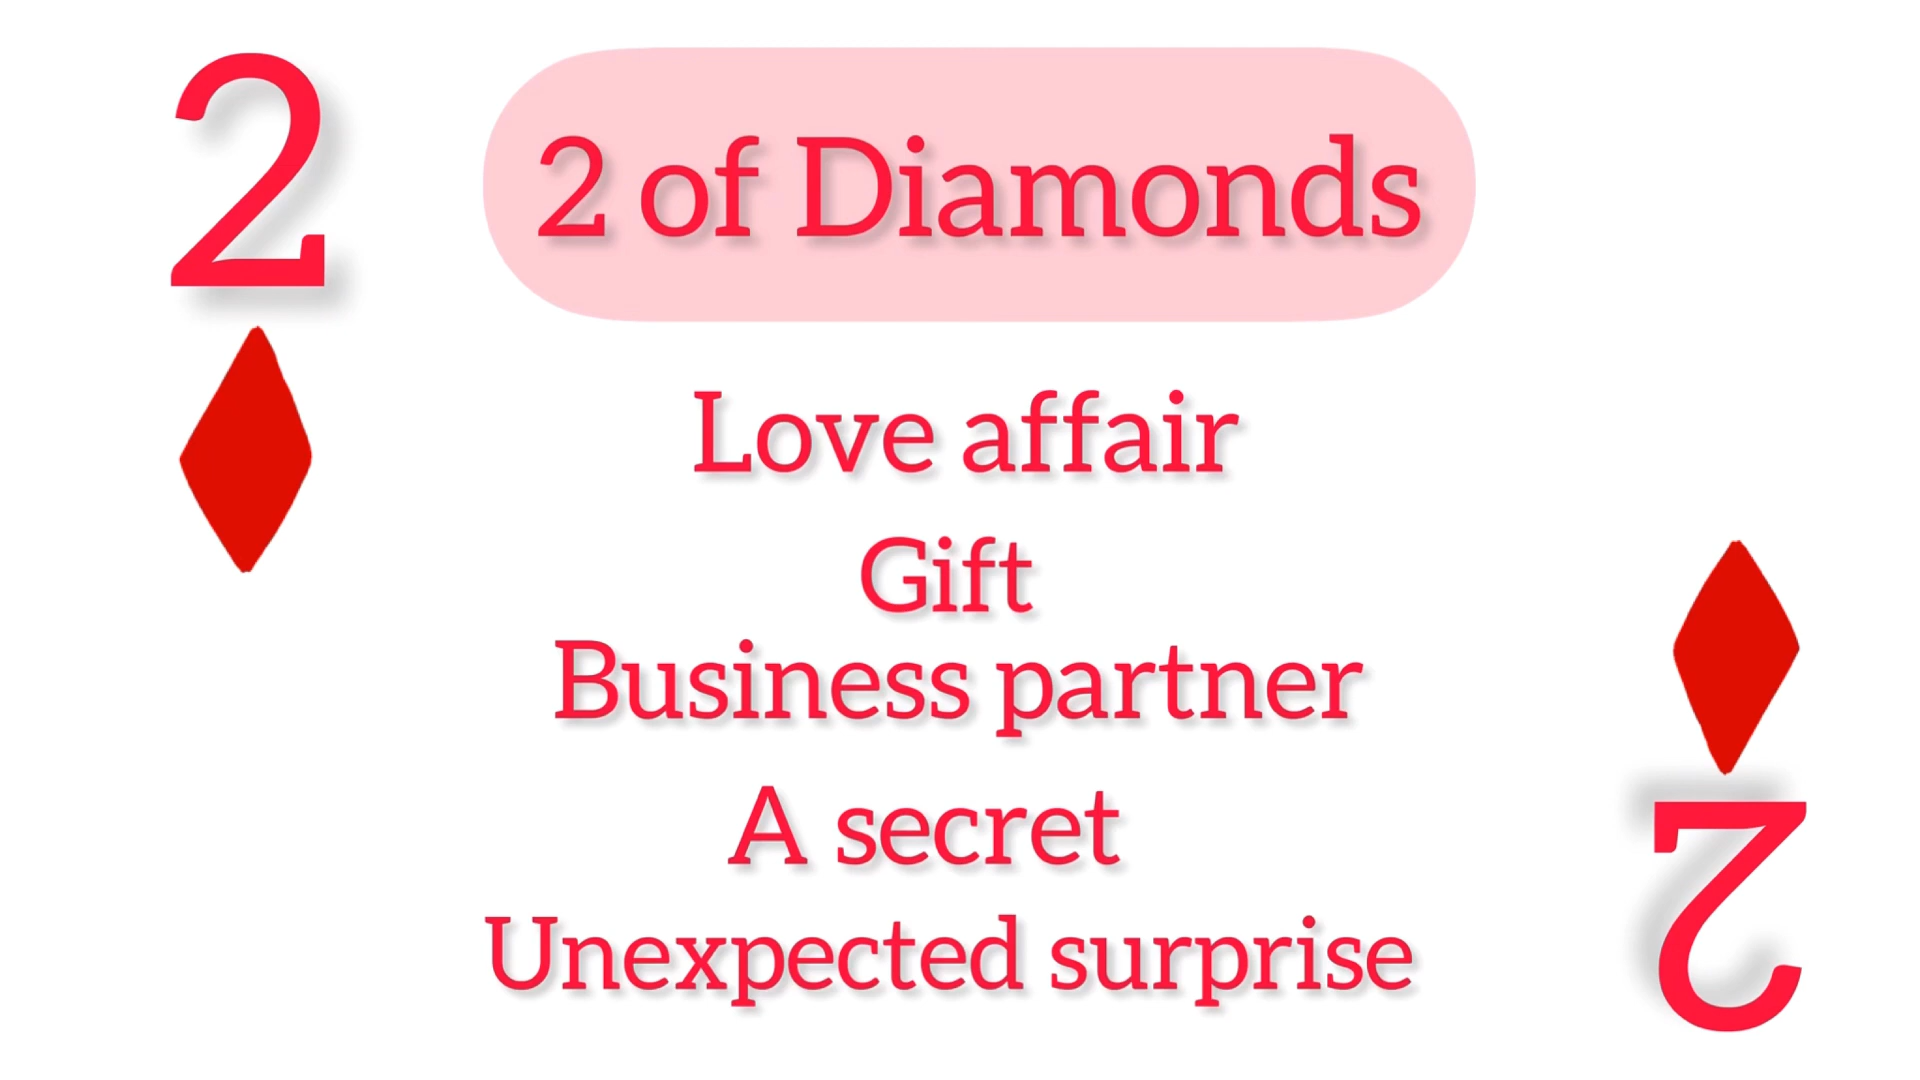 2
2 of Diamonds
Love affair
Gift
Business partner
A secret
Unexpected surprise
2